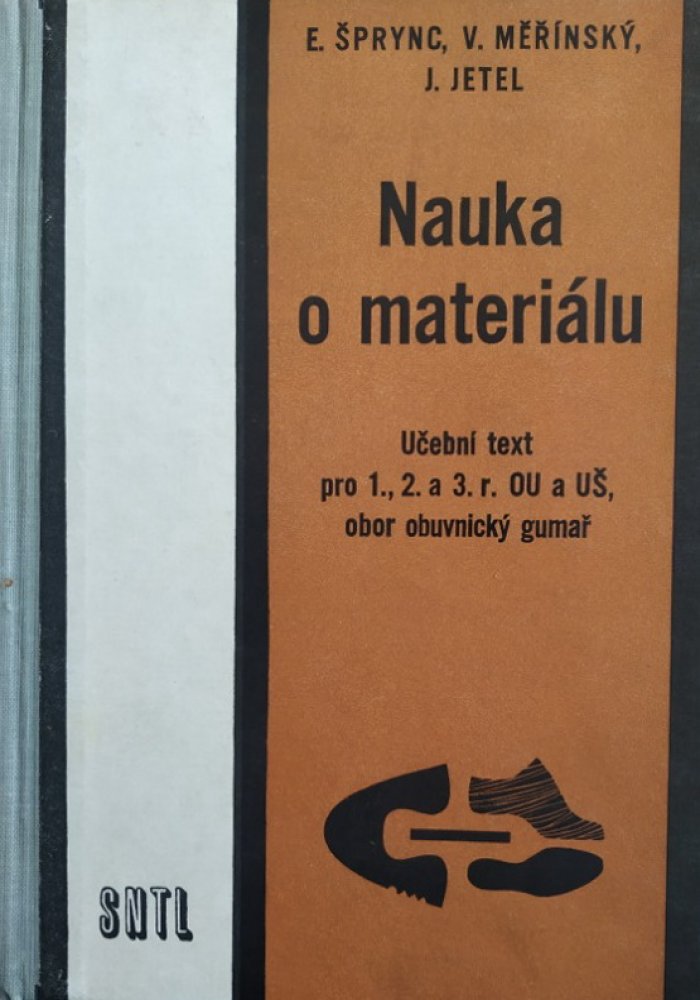 E. ŠPRYNC, V. MĚŘÍNSKÝ,
J. JETEL
Nauka
o materiálu
Učební text
pro 1., 2. a 3. r. OU a UŠ,
obor obuvnický gumař
SNTL